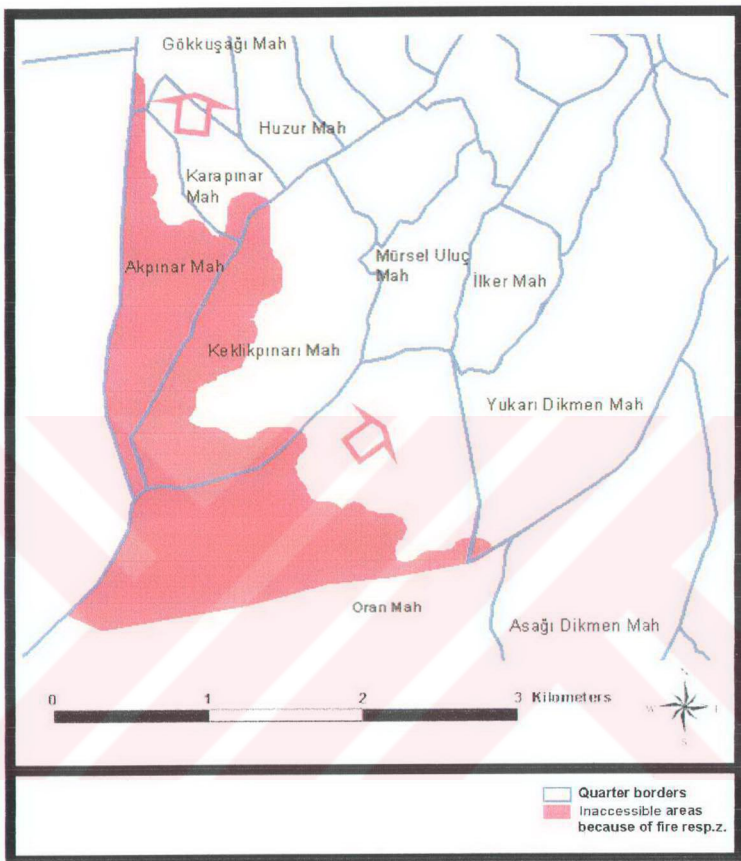 Gökkuşağı Mah
Huzur Mah
Karapınar
Mah
Akpınar Mah
Mürsel Uluç
Mah
İlker Mah
Keklikpınarı Mah
Yukarı Dikmen Mah
Oran Mah
Asağı Dikmen Mah
0 1 2 3 Kilometers
W
S
Quarter borders
Inaccessible areas
because of fire resp.z.